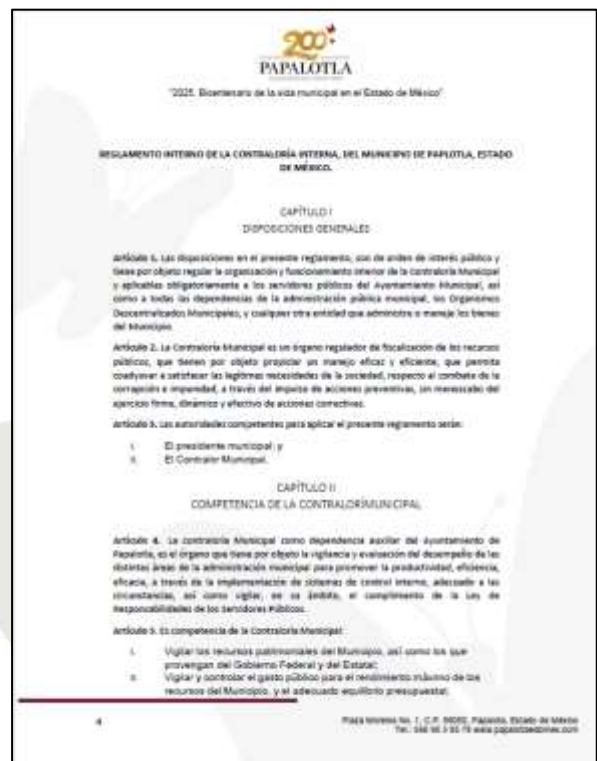 200
PAPALOTLA
"2025. Bicentenario de la vida municipal en el Estado de México"
REGLAMENTO INTERNO DE LA CONTRALORÍA INTERNA, DEL MUNICIPIO DE PAPLOTLA, ESTADO
DE MÉXICO.
CAPÍTULO I
DISPOSICIONES GENERALES
Artículo 1. Las disposiciones en el presente reglamento, son de orden de interés público y
tiene por objeto regular la organización y funcionamiento interior de la Contraloría Municipal
y aplicables obligatoriamente a los servidores públicos del Ayuntamiento Municipal, así
como a todas las dependencias de la administración pública municipal, los Organismos
Descentralizados Municipales, y cualquier otra entidad que administre o maneje los bienes
del Municipio.
Artículo 2. La Contraloría Municipal es un órgano regulador de fiscalización de los recursos
públicos, que tienen por objeto propiciar un manejo eficaz y eficiente, que permita
coadyuvar a satisfacer las legítimas necesidades de la sociedad, respecto al combate de la
corrupción e impunidad, a través del impulso de acciones preventivas, sin menoscabo del
ejercicio firme, dinámico y efectivo de acciones correctivas.
Artículo 3. Las autoridades competentes para aplicar el presente reglamento serán:
I. El presidente municipal; y
II. El Contralor Municipal.
CAPÍTULO II
COMPETENCIA DE LA CONTRALORÍMUNICIPAL
Artículo 4. La contraloría Municipal como dependencia auxiliar del Ayuntamiento de
Papalotla, es el órgano que tiene por objeto la vigilancia y evaluación del desempeño de las
distintas áreas de la administración municipal para promover la productividad, eficiencia,
eficacia, a través de la implementación de sistemas de control interno, adecuado a las
circunstancias, así como vigilar, en su ámbito, el cumplimiento de la Ley de
Responsabilidades de los Servidores Públicos.
Artículo 5. Es competencia de la Contraloría Municipal:
I. Vigilar los recursos patrimoniales del Municipio, así como los que
provengan del Gobierno Federal y del Estatal;
II. Vigilar y controlar el gasto público para el rendimiento máximo de los
recursos del Municipio, y el adecuado equilibrio presupuestal;
4
Plaza Morelos No. 1, C.P. 56050, Papalotla, Estado de México
Tel.: